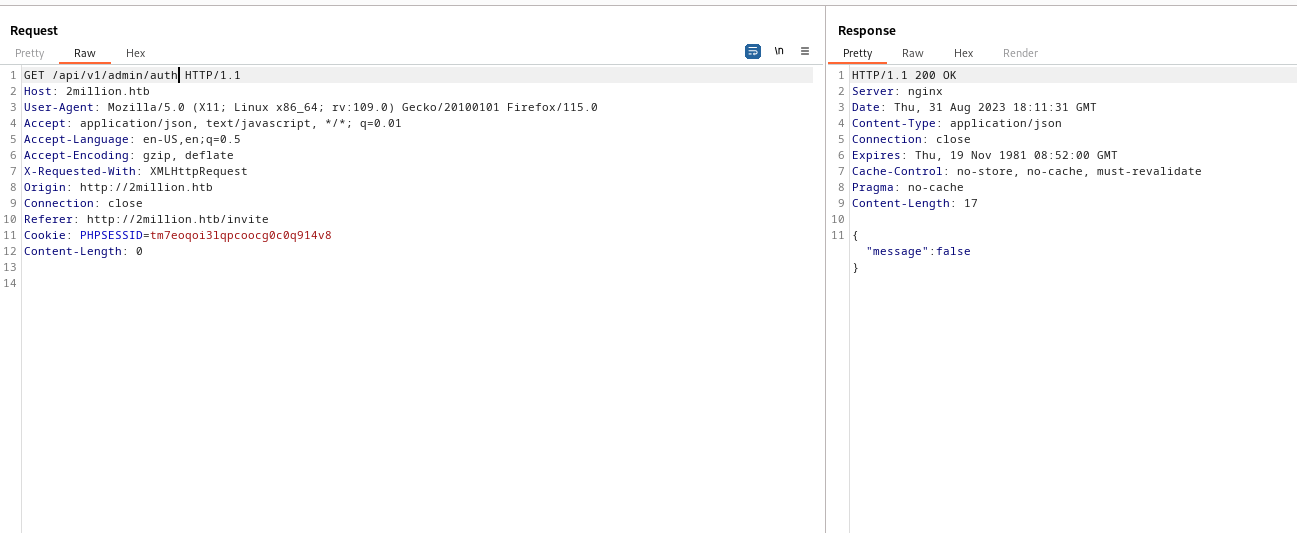 Request
Pretty Raw Hex
\n
1 GET /api/v1/admin/auth HTTP/1.1
2 Host: 2million.htb
3 User-Agent: Mozilla/5.0 (X11; Linux x86_64; rv:109.0) Gecko/20100101 Firefox/115.0
4 Accept: application/json, text/javascript, */*; q=0.01
5 Accept-Language: en-US,en;q=0.5
6 Accept-Encoding: gzip, deflate
7 X-Requested-With: XMLHttpRequest
8 Origin: http://2million.htb
9 Connection: close
10 Referer: http://2million.htb/invite
11 Cookie: PHPSESSID=tm7eoqoi3lqpcoocg0c0q914v8
12 Content-Length: 0
13
14
Response
Pretty Raw Hex Render
1 HTTP/1.1 200 OK
2 Server: nginx
3 Date: Thu, 31 Aug 2023 18:11:31 GMT
4 Content-Type: application/json
5 Connection: close
6 Expires: Thu, 19 Nov 1981 08:52:00 GMT
7 Cache-Control: no-store, no-cache, must-revalidate
8 Pragma: no-cache
9 Content-Length: 17
10
11 {
"message":false
}